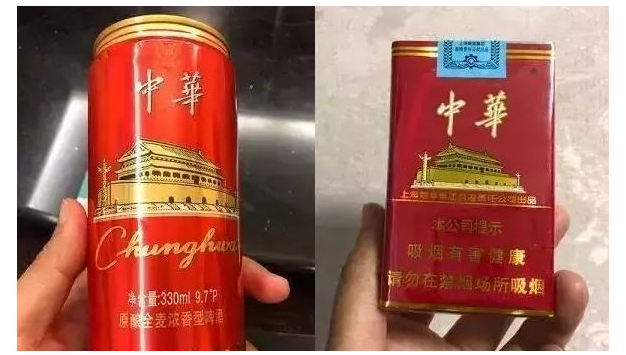 中華
Chunghwa
净含量:330ml 9.7°P
原酿全麦浓香型啤酒
中華
上海烟草集团有限责任公司出品
本公司提示
吸烟有害健康
请勿在禁烟场所吸烟